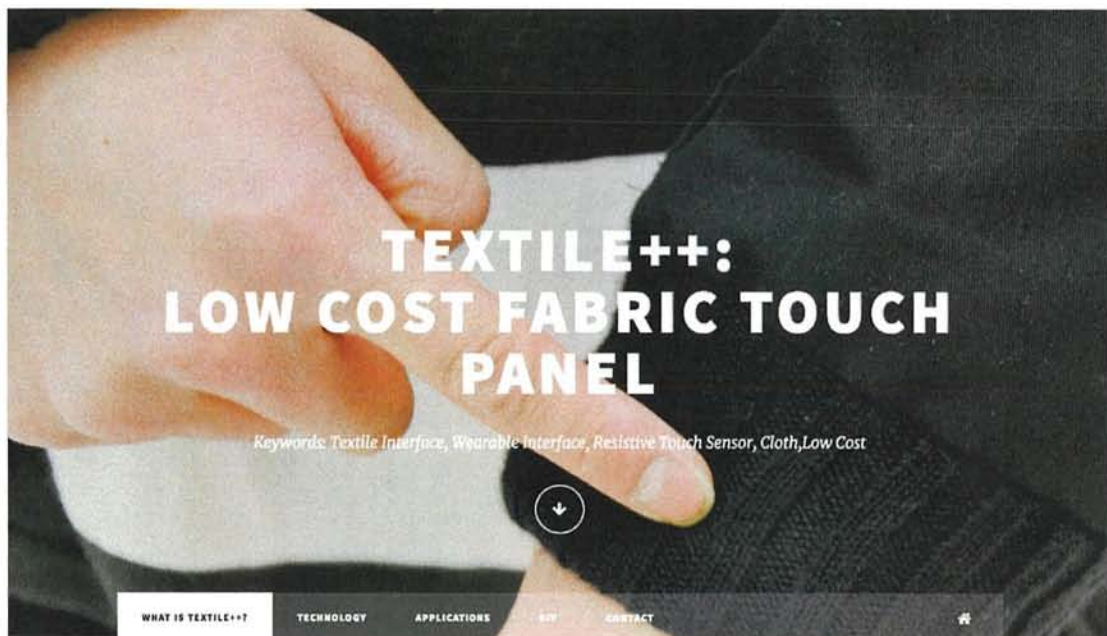 TEXTILE++:
LOW COST FABRIC TOUCH
PANEL
Keywords: Textile Interface, Wearable Interface, Resistive Touch Sensor, Cloth,Low Cost
WHAT IS TEXTILE++? TECHNOLOGY APPLICATIONS DIY CONTACT